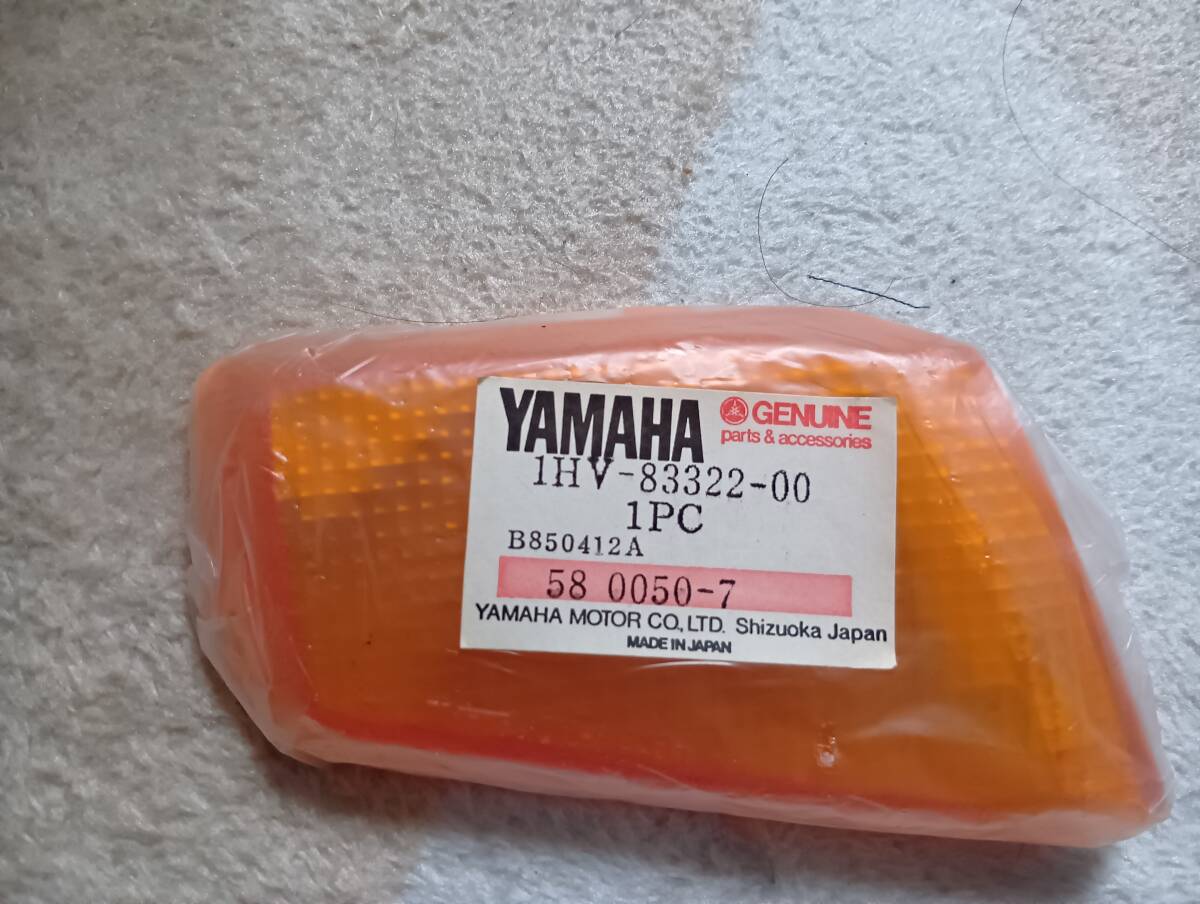 YAMAHA GENUINE
parts & accessories
1HV-83322-00
1PC
B850412A
58 0050-7
YAMAHA MOTOR CO., LTD. Shizuoka Japan
MADE IN JAPAN